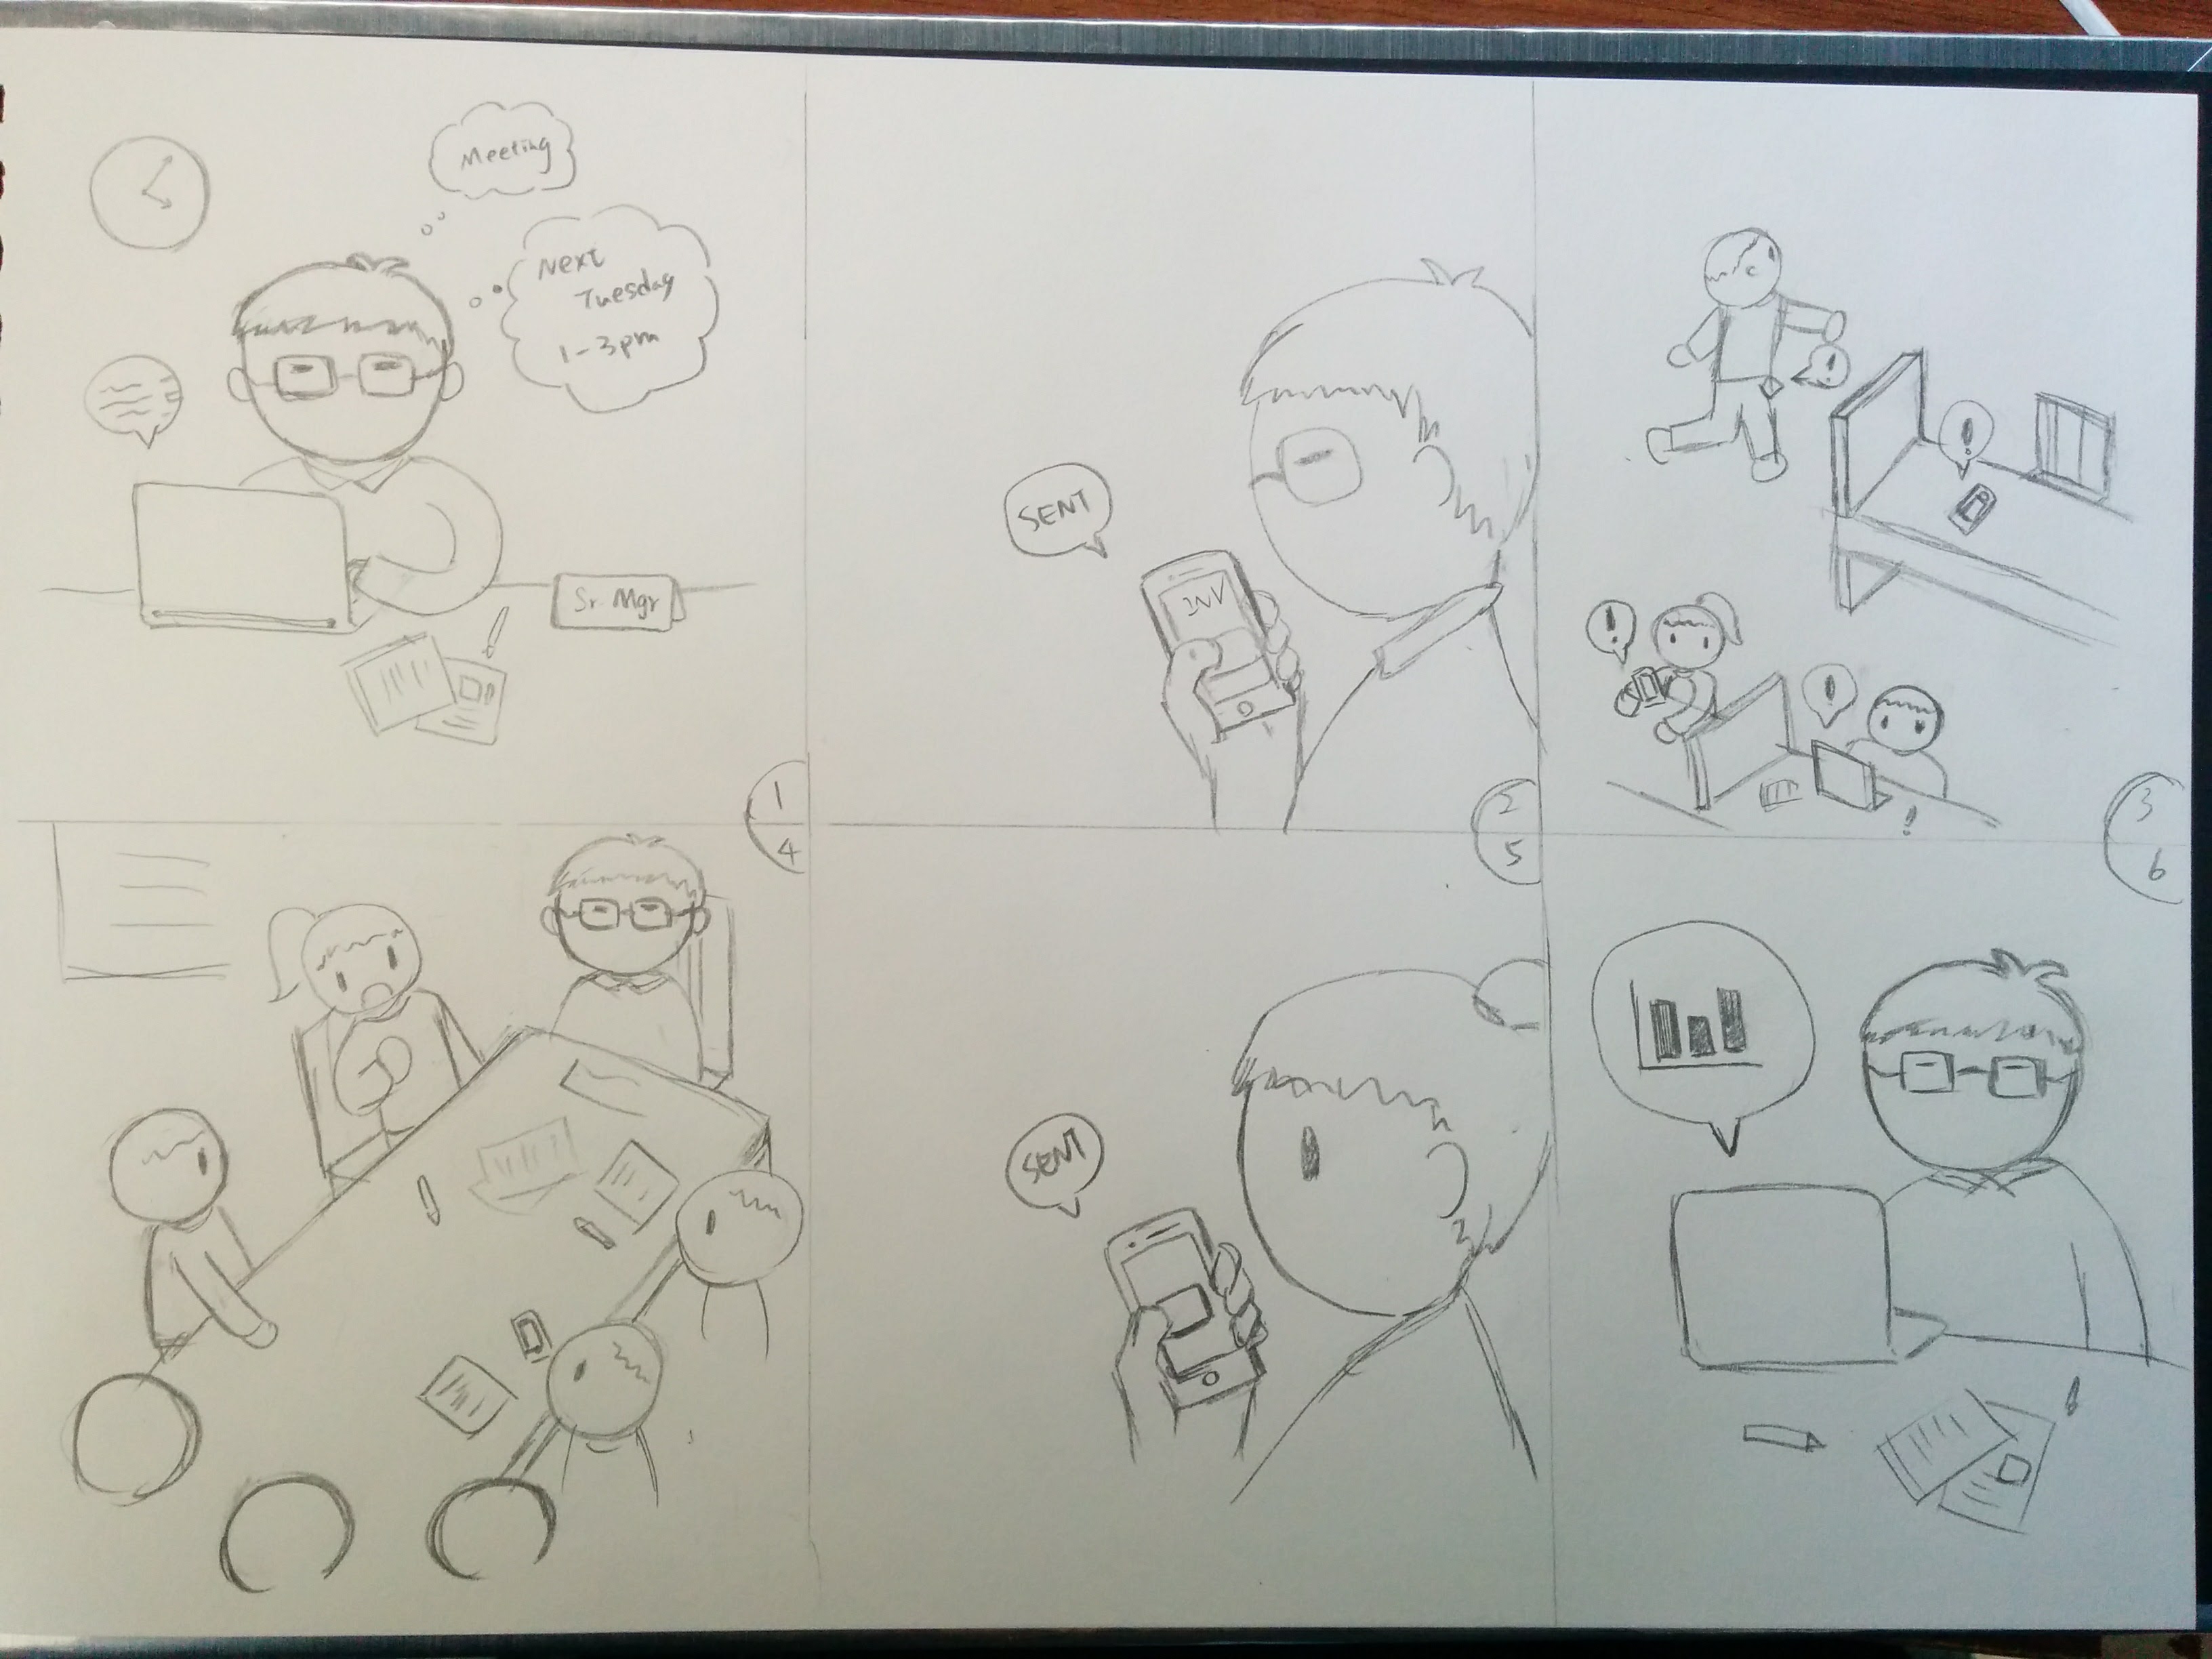 Meeting
Next
Tuesday
1-3pm
Sr. Mgr
1
SENT
INV
2
!
!
!
!
3
4
SENT
5
6